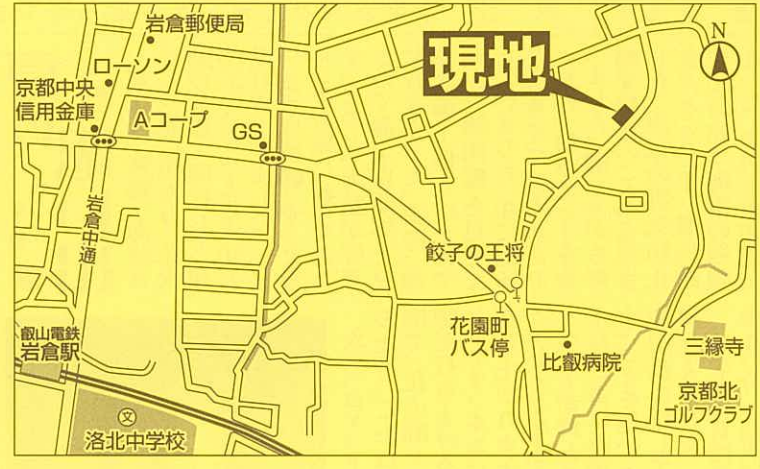 岩倉郵便局
ローソン
京都中央
信用金庫
Aコープ
GS
現地
N
岩倉中通
餃子の王将
花園町
バス停
比叡病院
三縁寺
京都北
ゴルフクラブ
叡山電鉄
岩倉駅
文
洛北中学校